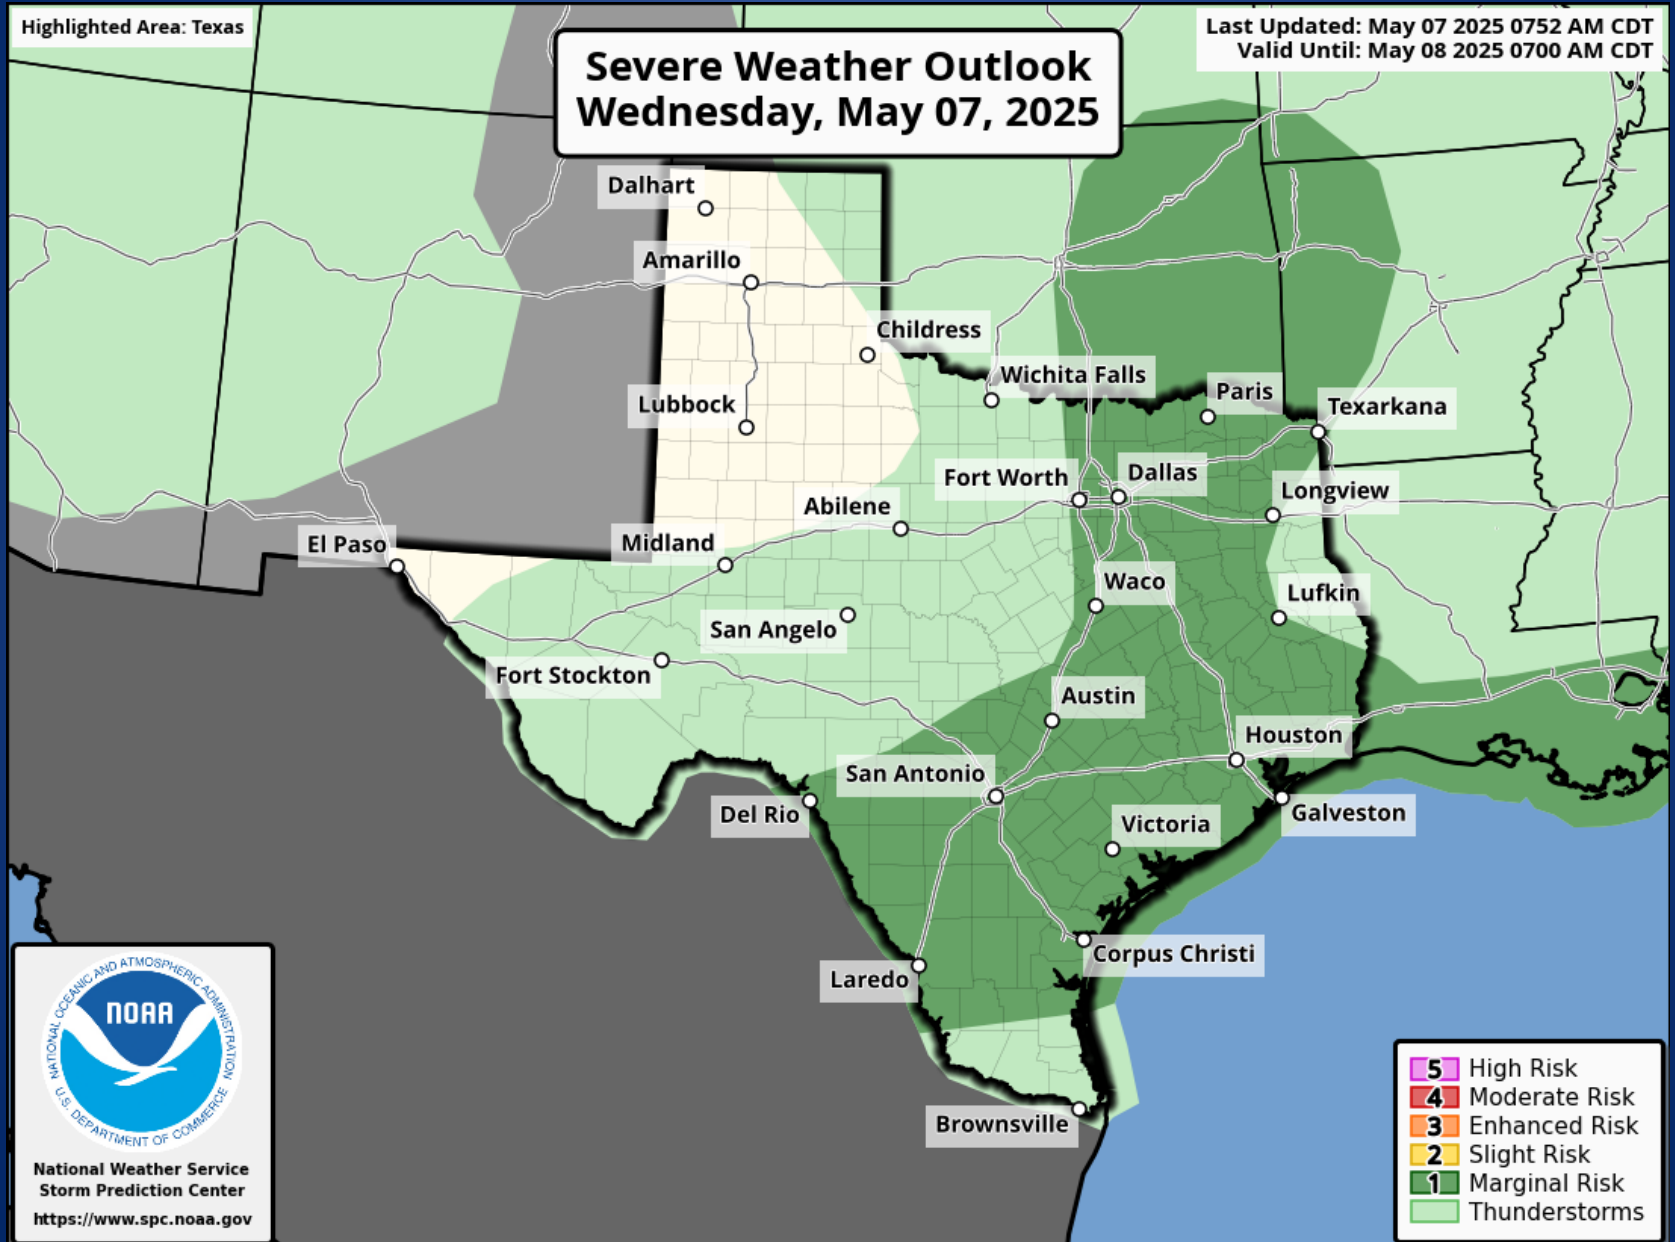 Highlighted Area: Texas
Severe Weather Outlook
Wednesday, May 07, 2025
Last Updated: May 07 2025 0752 AM CDT
Valid Until: May 08 2025 0700 AM CDT
Dalhart
Amarillo
Childress
Wichita Falls
Lubbock
Paris
Texarkana
Fort Worth
Dallas
Longview
Abilene
El Paso
Midland
Waco
Lufkin
San Angelo
Fort Stockton
Austin
Houston
San Antonio
Del Rio
Galveston
Victoria
Corpus Christi
Laredo
Brownsville
NATIONAL OCEANIC AND ATMOSPHERIC ADMINISTRATION
NOAA
U.S. DEPARTMENT OF COMMERCE
National Weather Service
Storm Prediction Center
https://www.spc.noaa.gov
5 High Risk
4 Moderate Risk
3 Enhanced Risk
2 Slight Risk
1 Marginal Risk
Thunderstorms